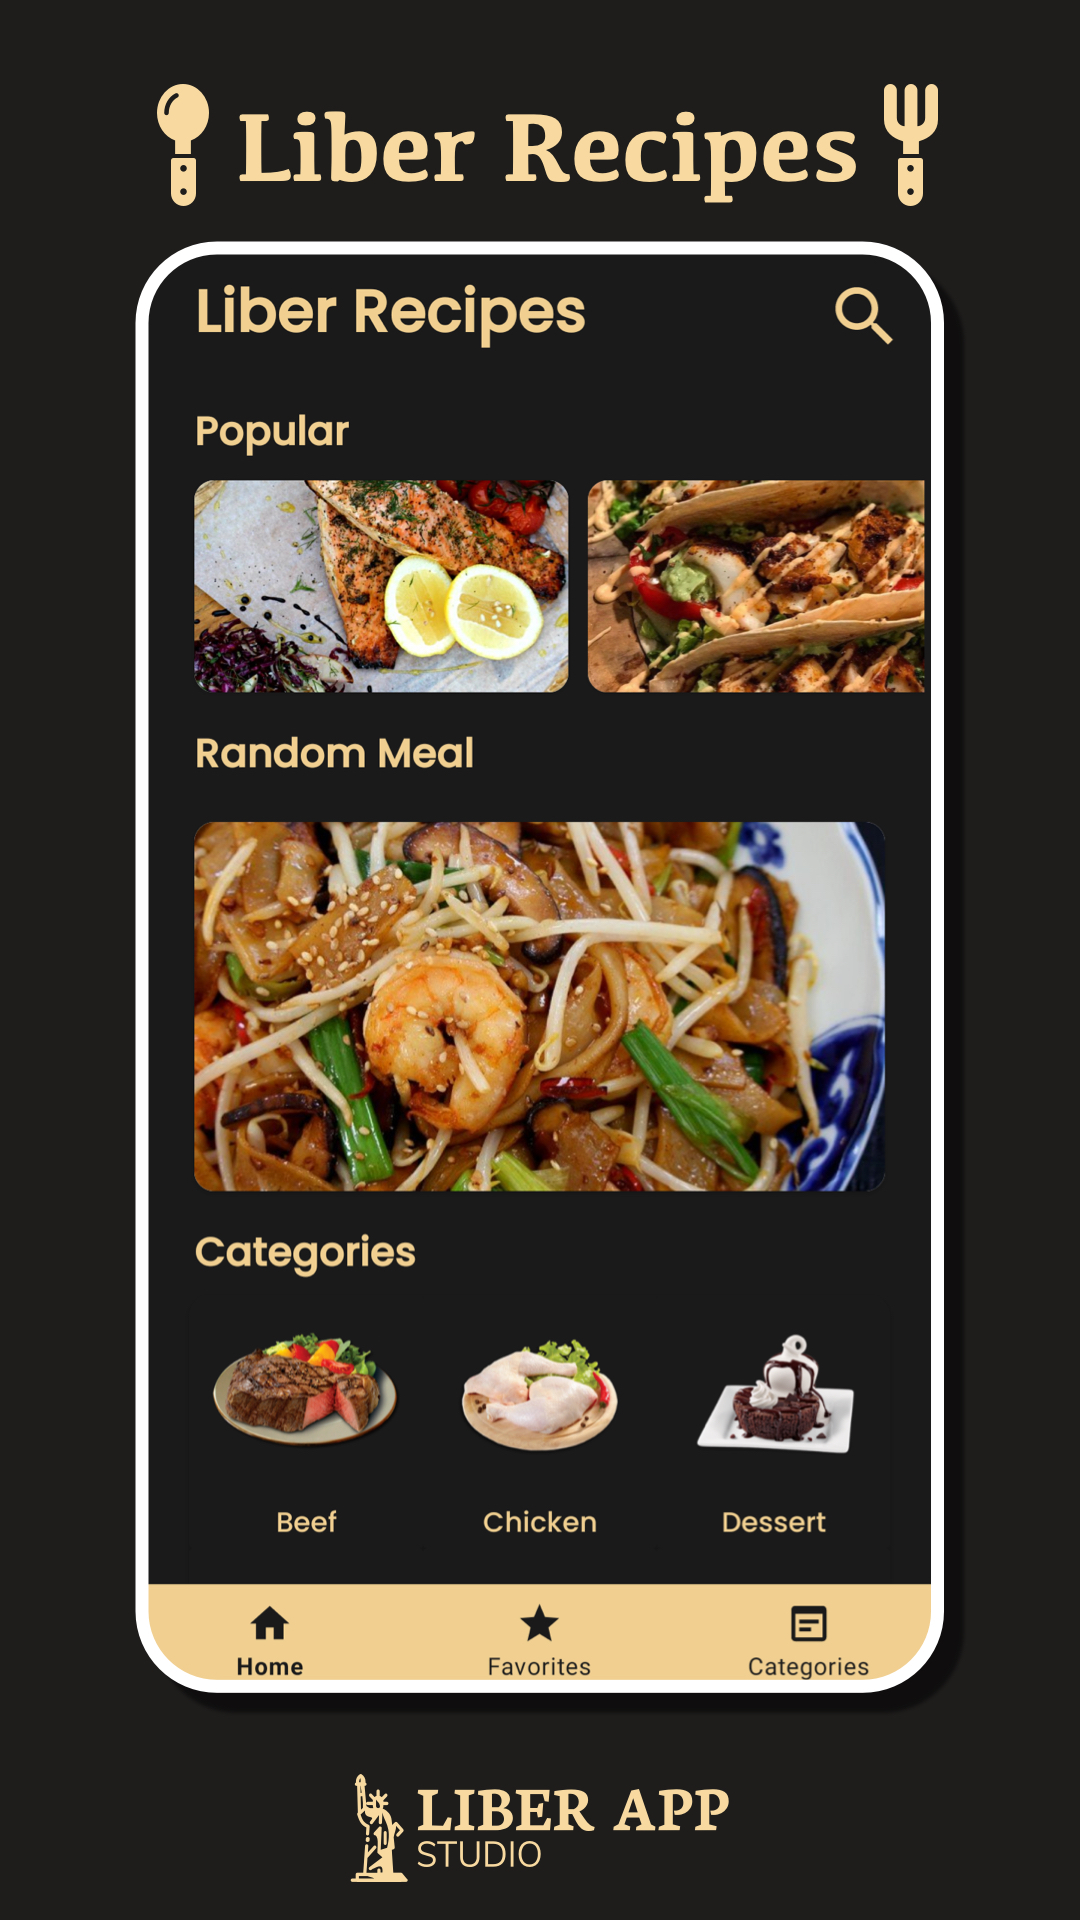 Liber Recipes
Liber Recipes
Popular
Random Meal
Categories
Beef
Chicken
Dessert
Home
Favorites
Categories
LIBER APP
STUDIO